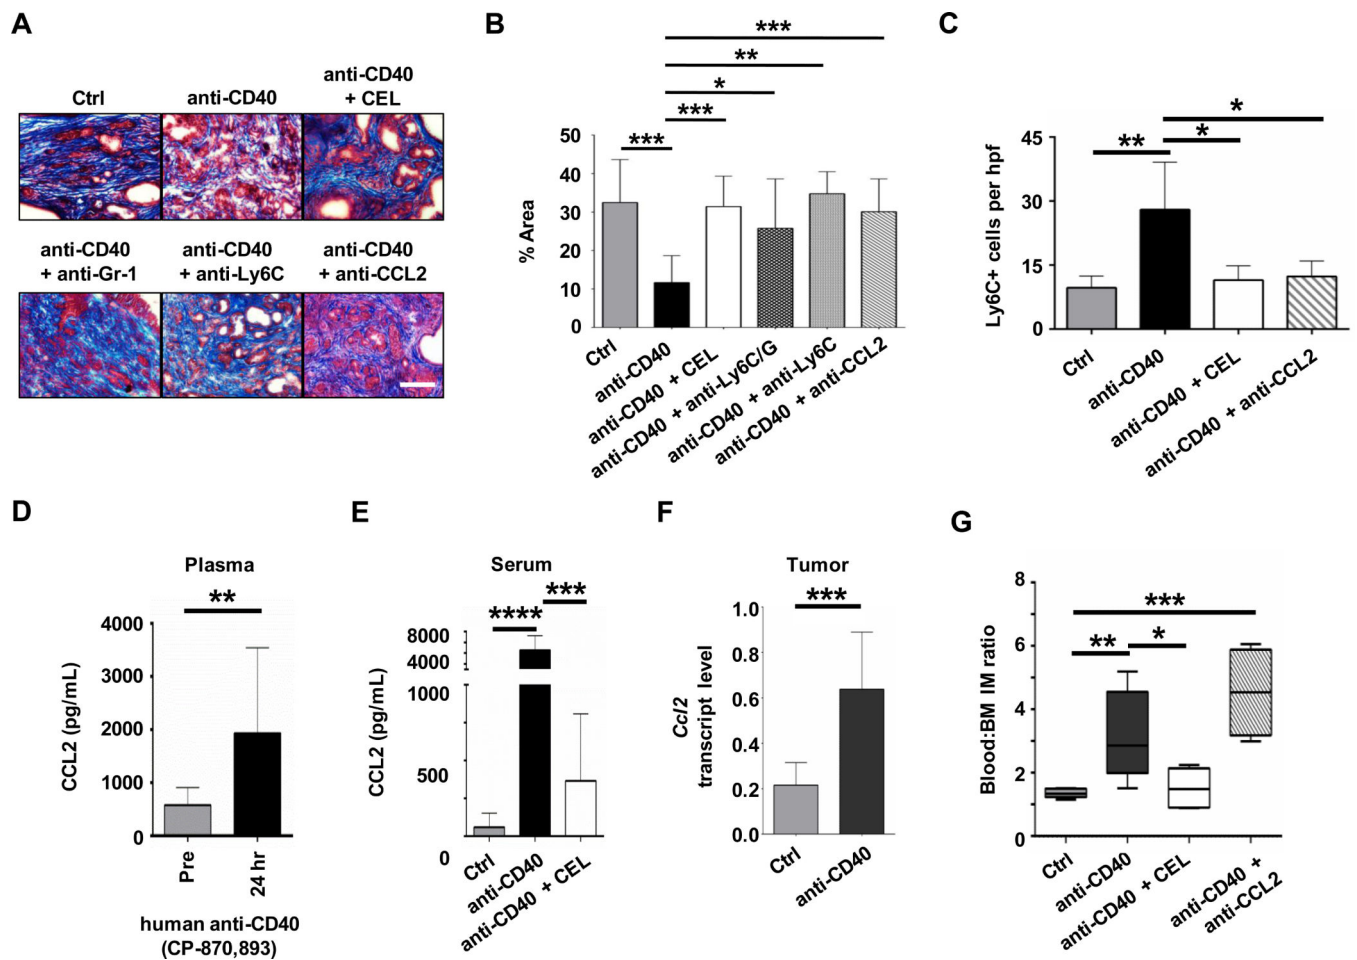 A
Ctrl
anti-CD40
anti-CD40
+ CEL
anti-CD40
+ anti-Gr-1
anti-CD40
+ anti-Ly6C
anti-CD40
+ anti-CCL2
B
***
**
*
***
***
% Area
50
40
30
20
10
0
Ctrl
anti-CD40
anti-CD40 + CEL
anti-CD40 + anti-Ly6C/G
anti-CD40 + anti-Ly6C
anti-CD40 + anti-CCL2
C
*
*
**
Ly6C+ cells per hpf
45
30
15
0
Ctrl
anti-CD40
anti-CD40 + CEL
anti-CD40 + anti-CCL2
D
Plasma
**
CCL2 (pg/mL)
4000
3000
2000
1000
0
Pre
24 hr
human anti-CD40
(CP-870,893)
E
Serum
***
****
CCL2 (pg/mL)
8000
4000
1000
500
0
Ctrl
anti-CD40
anti-CD40 + CEL
F
Tumor
***
Ccl2
transcript level
1.0
0.8
0.6
0.4
0.2
0.0
Ctrl
anti-CD40
G
***
**
*
Blood:BM IM ratio
8
6
4
2
0
Ctrl
anti-CD40
anti-CD40 + CEL
anti-CD40 +
anti-CCL2